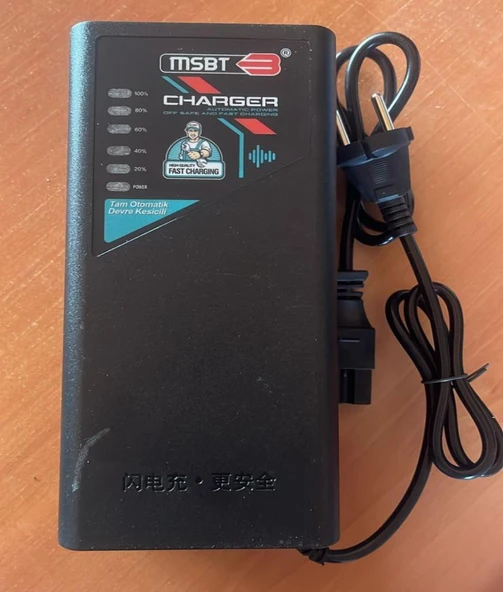 MSBT
®
CHARGER
AUTOMATIC POWER
OFF SAFE AND FAST CHARGING
100%
80%
60%
40%
20%
POWER
HIGH QUALITY
FAST CHARGING
Tam Otomatik
Devre Kesicili
闪电充·更安全